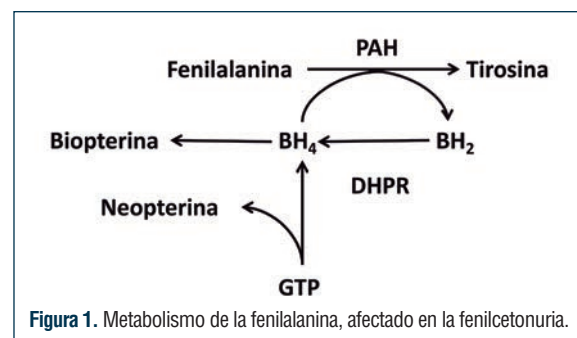 PAH
Fenilalanina Tirosina
Biopterina BH₄ BH₂
DHPR
Neopterina
GTP
Figura 1. Metabolismo de la fenilalanina, afectado en la fenilcetonuria.